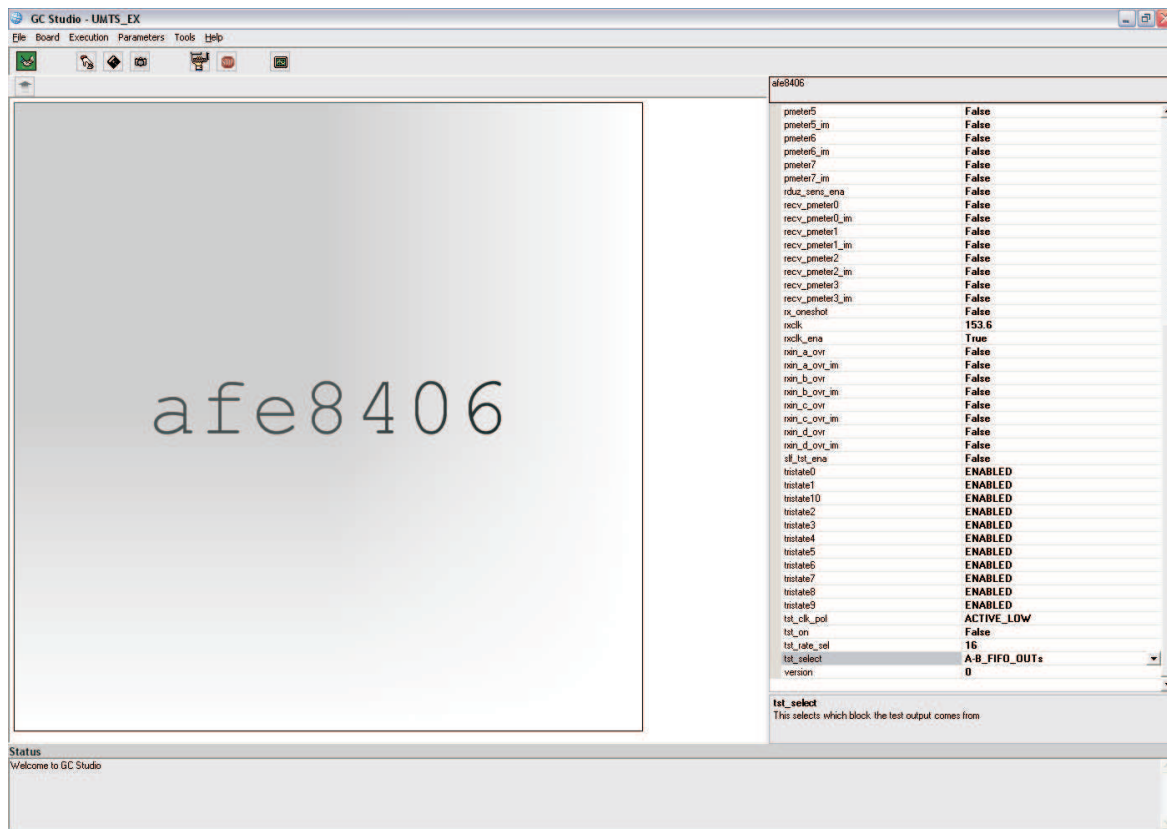 GC Studio - UMTS_EX
File Board Execution Parameters Tools Help
afe8406
afe8406
pmeter5 False
pmeter5_im False
pmeter6 False
pmeter6_im False
pmeter7 False
pmeter7_im False
rduz_sens_ena False
recv_pmeter0 False
recv_pmeter0_im False
recv_pmeter1 False
recv_pmeter1_im False
recv_pmeter2 False
recv_pmeter2_im False
recv_pmeter3 False
recv_pmeter3_im False
rx_oneshot False
rxclk 153.6
rxclk_ena True
rxin_a_ovr False
rxin_a_ovr_im False
rxin_b_ovr False
rxin_b_ovr_im False
rxin_c_ovr False
rxin_c_ovr_im False
rxin_d_ovr False
rxin_d_ovr_im False
slf_tst_ena False
tristate0 ENABLED
tristate1 ENABLED
tristate10 ENABLED
tristate2 ENABLED
tristate3 ENABLED
tristate4 ENABLED
tristate5 ENABLED
tristate6 ENABLED
tristate7 ENABLED
tristate8 ENABLED
tristate9 ENABLED
tst_clk_pol ACTIVE_LOW
tst_on False
tst_rate_sel 16
tst_select A-B_FIFO_OUTs
version 0
tst_select
This selects which block the test output comes from
Status
Welcome to GC Studio